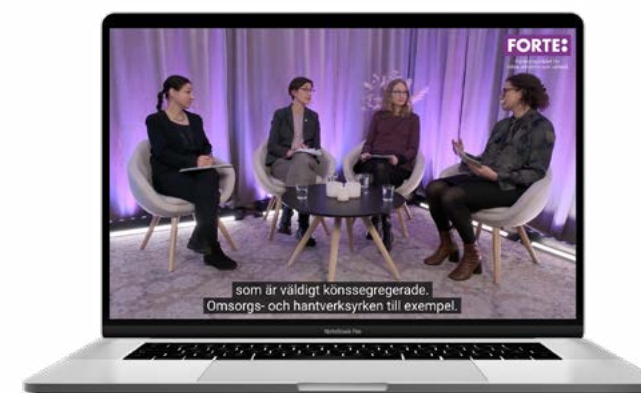 FORTE:
som är väldigt könssegregerade.
Omsorgs- och hantverksyrken till exempel.